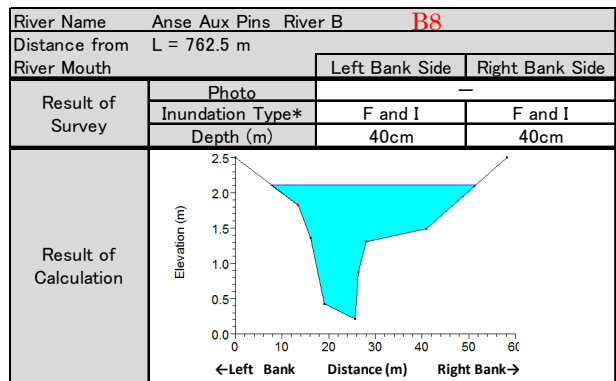 River Name Anse Aux Pins River B B8
Distance from L = 762.5 m
River Mouth Left Bank Side Right Bank Side
Result of Survey
Photo —
Inundation Type* F and I F and I
Depth (m) 40cm 40cm
Result of Calculation
Elevation (m)
2.5
2.0
1.5
1.0
0.5
0.0
0 10 20 30 40 50 60
←Left Bank Distance (m) Right Bank→